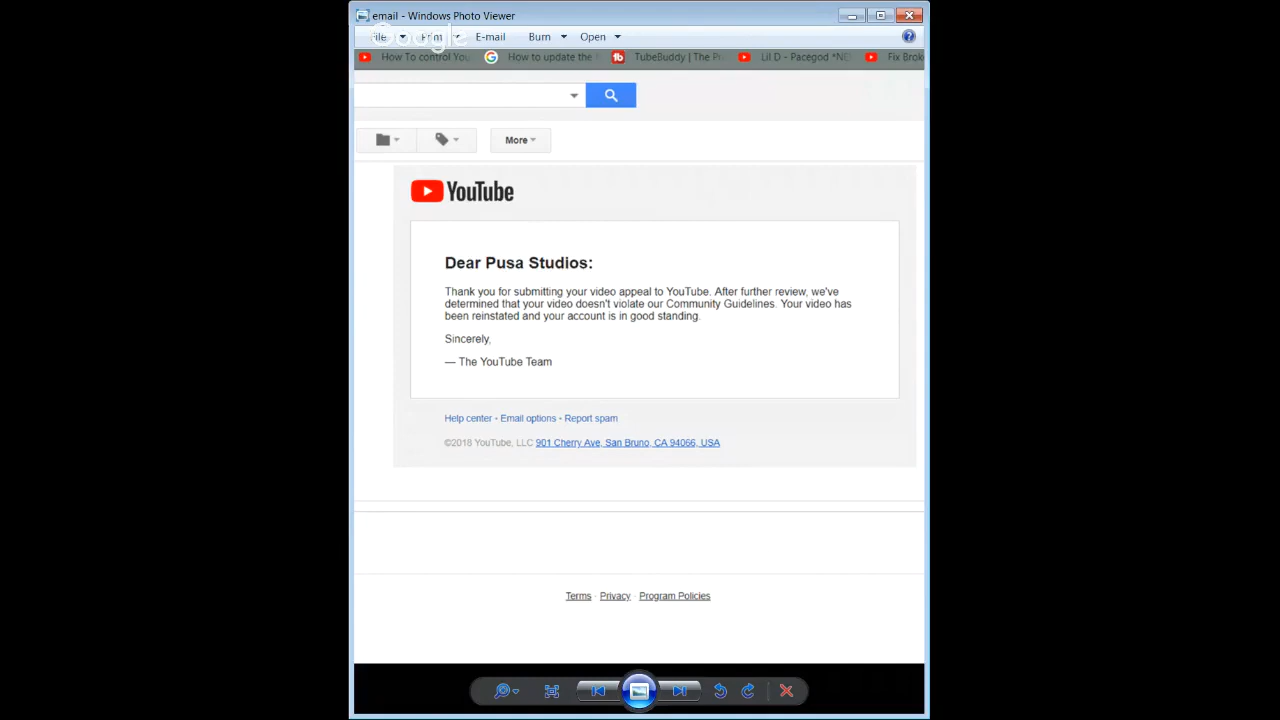 email - Windows Photo Viewer
File Print E-mail Burn Open
Google
How To control You
How to update the
TubeBuddy | The Pr
Lil D - Pacegod *NE
Fix Brok
More
YouTube
Dear Pusa Studios:
Thank you for submitting your video appeal to YouTube. After further review, we've
determined that your video doesn't violate our Community Guidelines. Your video has
been reinstated and your account is in good standing.
Sincerely,
— The YouTube Team
Help center • Email options • Report spam
©2018 YouTube, LLC 901 Cherry Ave, San Bruno, CA 94066, USA
Terms - Privacy - Program Policies